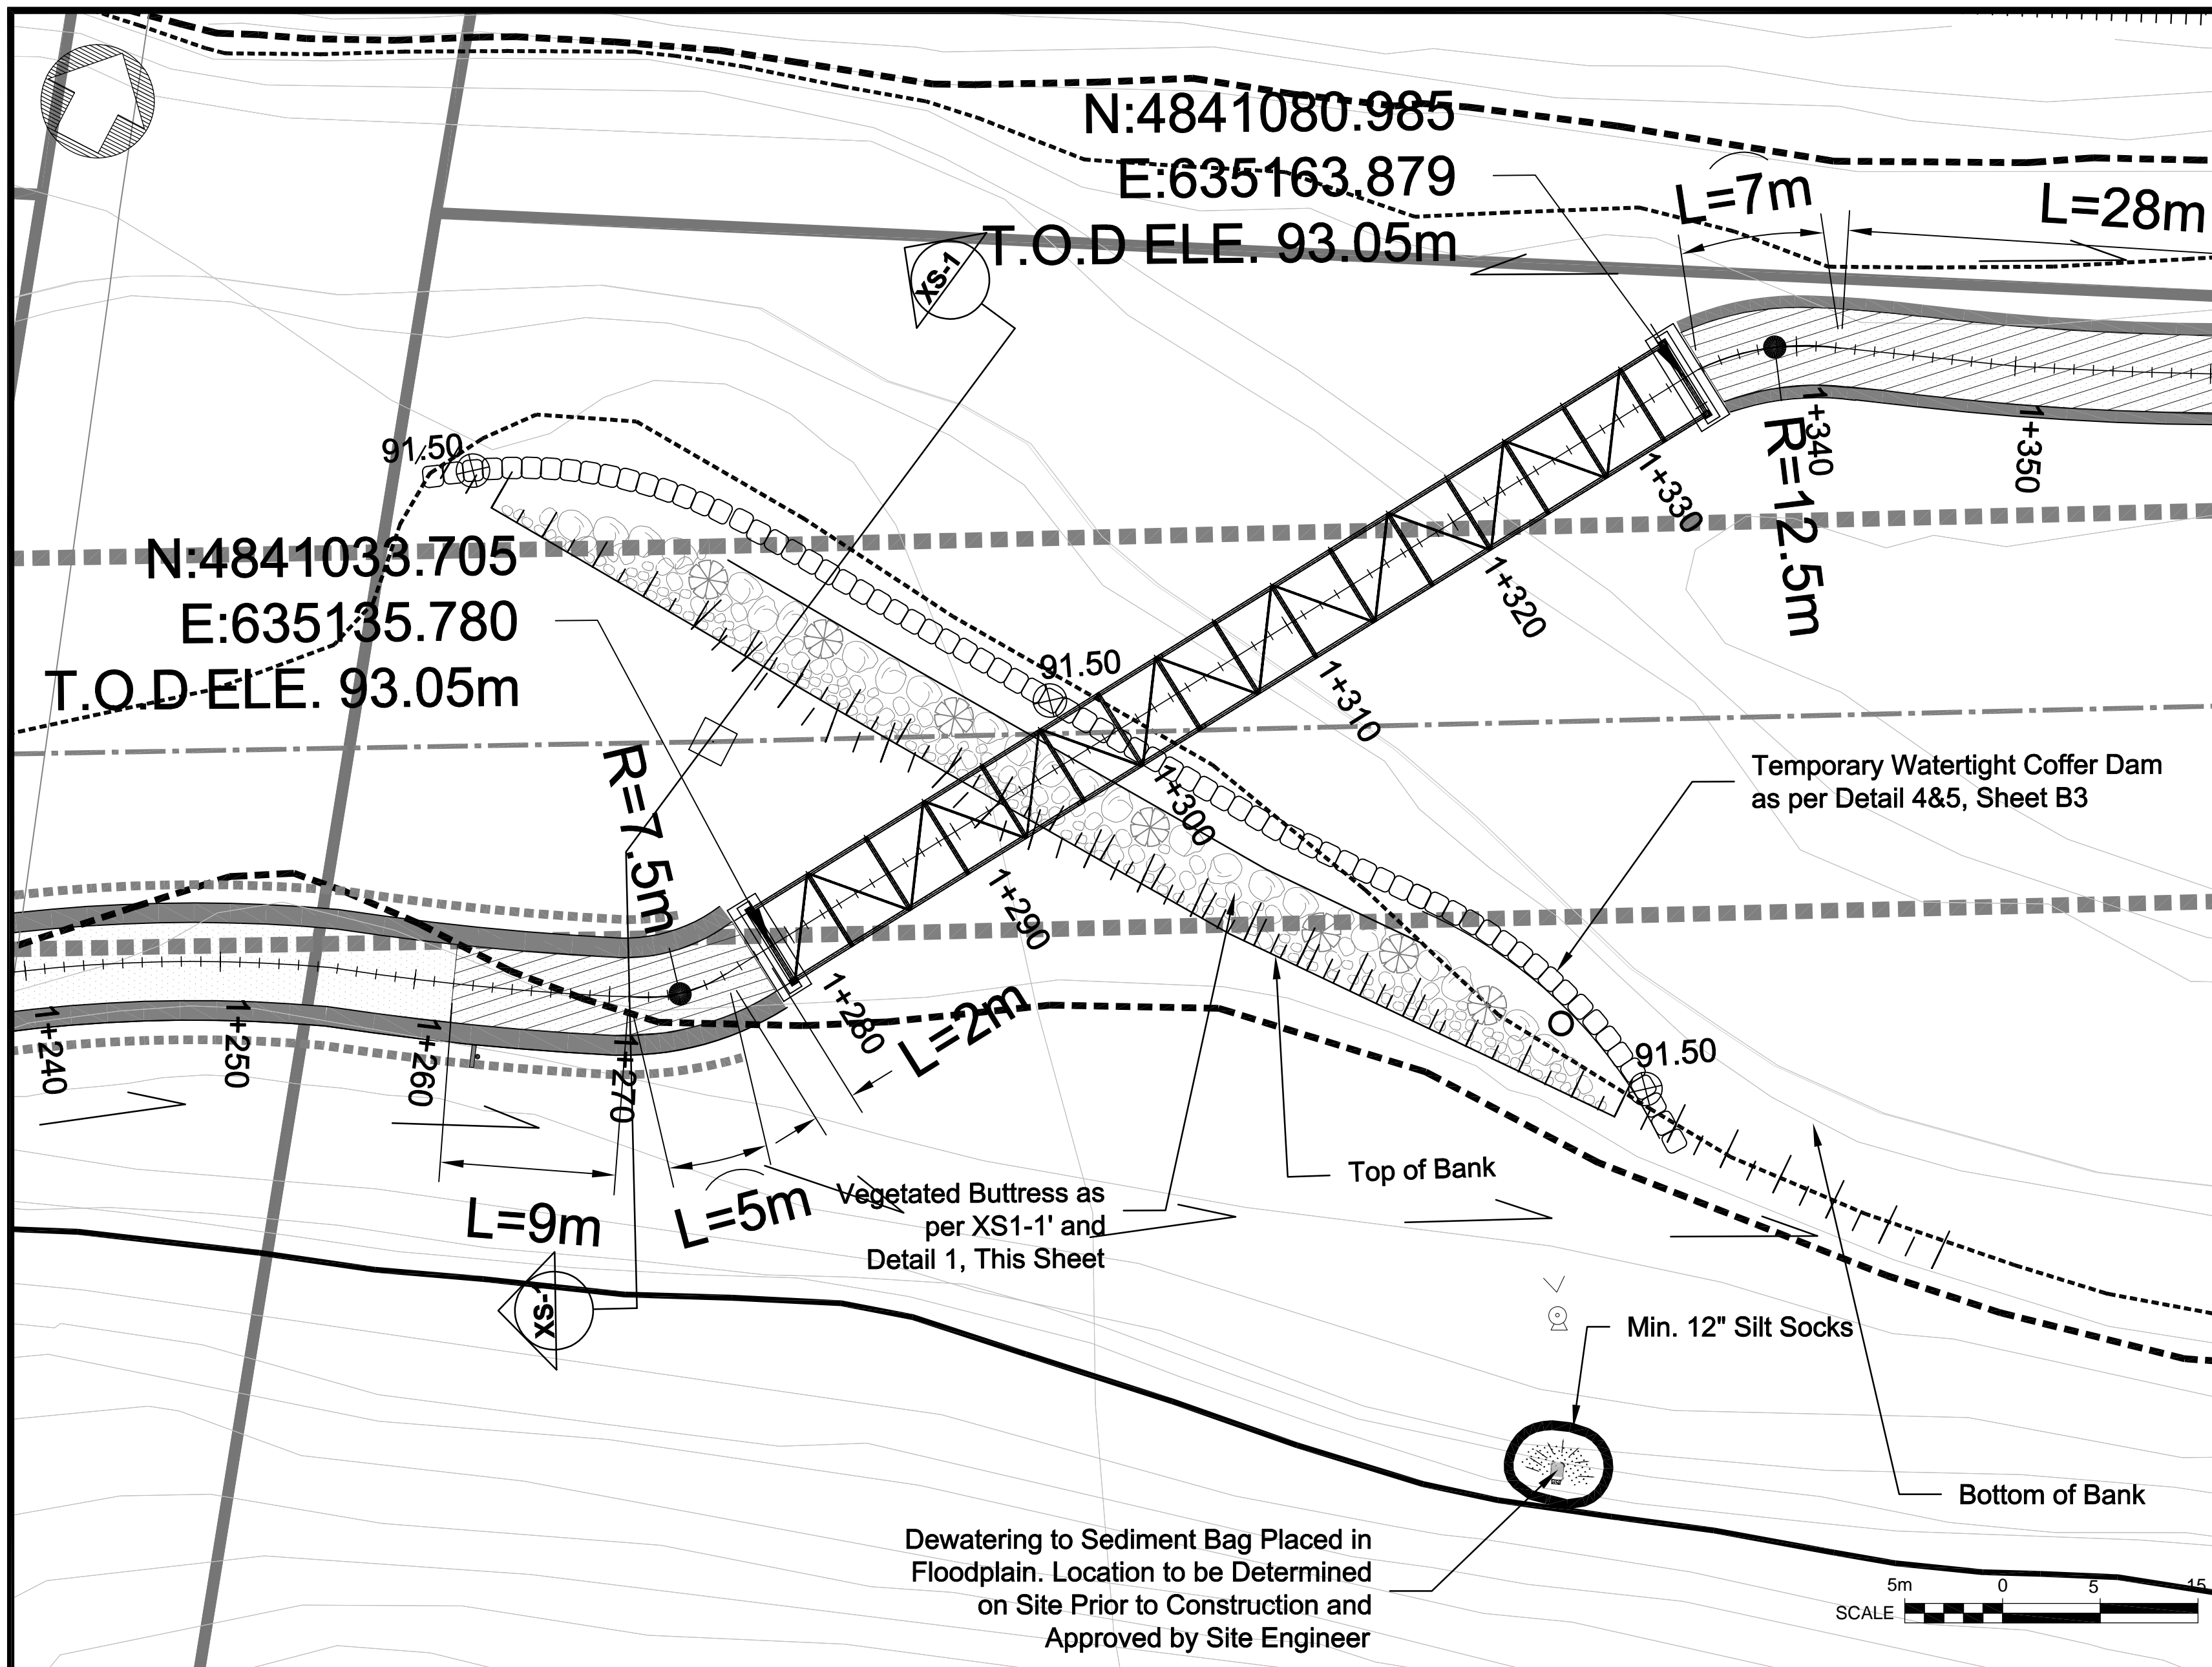 N:4841080.985
E:635163.879
T.O.D ELE. 93.05m
L=7m
L=28m
XS-1
91.50
N:4841033.705
E:635135.780
T.O.D ELE. 93.05m
R=12.5m
1+340
1+350
1+330
1+320
1+310
91.50
1+300
Temporary Watertight Coffer Dam
as per Detail 4&5, Sheet B3
R=7.5m
1+290
1+280
L=2m
1+240
1+250
1+260
1+270
91.50
L=9m
L=5m
Vegetated Buttress as
per XS1-1' and
Detail 1, This Sheet
Top of Bank
XS-1
Min. 12" Silt Socks
Bottom of Bank
Dewatering to Sediment Bag Placed in
Floodplain. Location to be Determined
on Site Prior to Construction and
Approved by Site Engineer
SCALE
5m 0 5 15